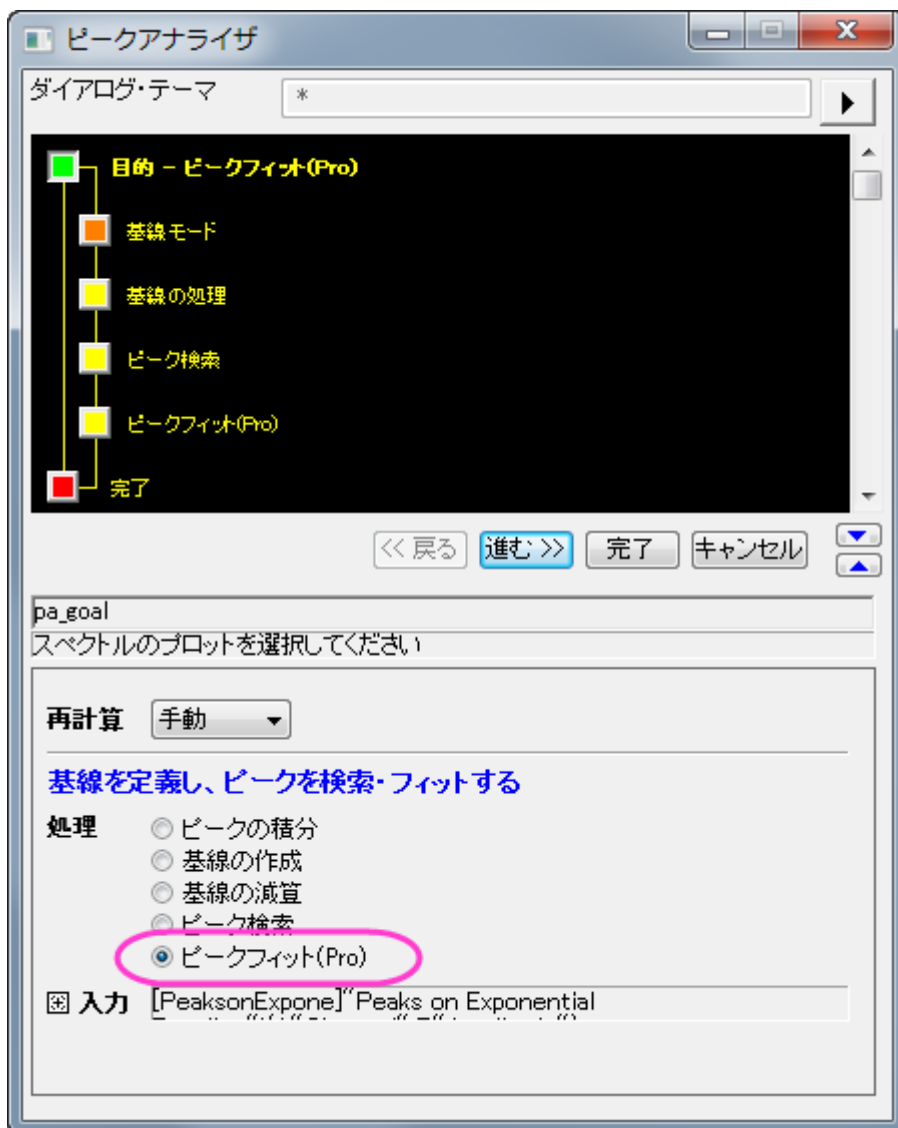 ピークアナライザ
ダイアログ・テーマ *
目的 - ピークフィット(Pro)
基線モード
基線の処理
ピーク検索
ピークフィット(Pro)
完了
<< 戻る 進む >> 完了 キャンセル
pa_goal
スペクトルのプロットを選択してください
再計算 手動
基線を定義し、ピークを検索・フィットする
処理 ピークの積分
基線の作成
基線の減算
ピーク検索
ピークフィット(Pro)
入力 [PeaksonExpone]"Peaks on Exponential